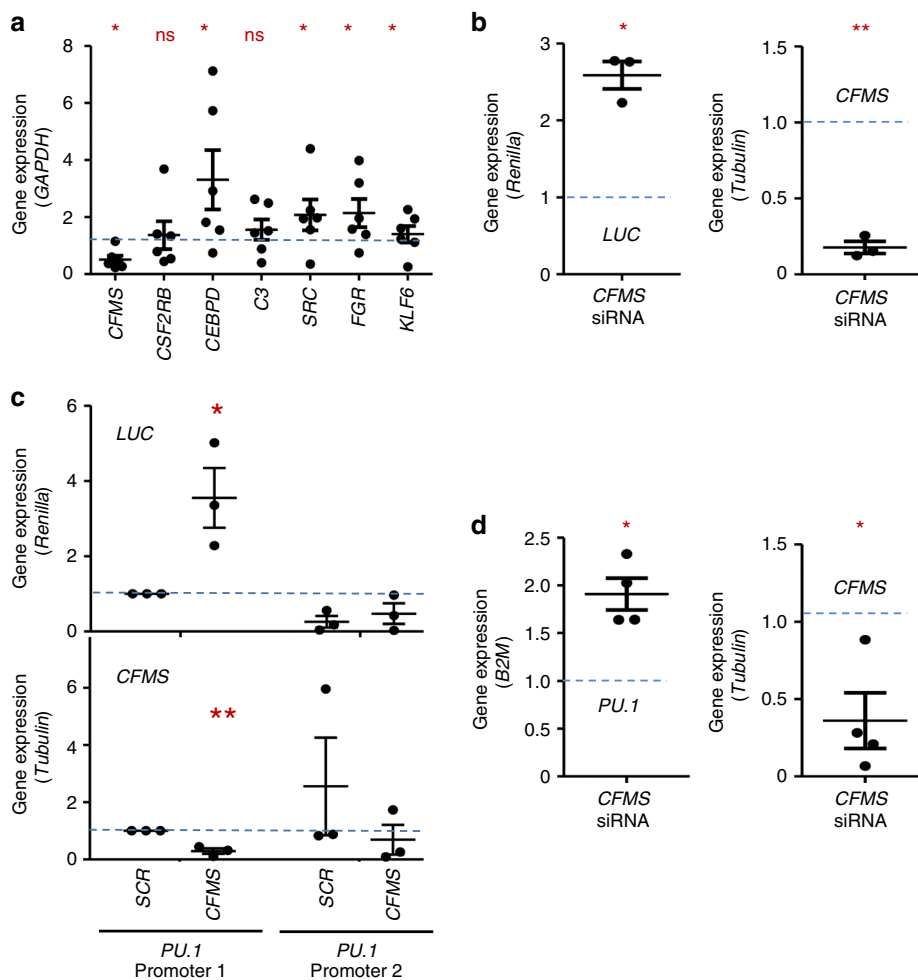 a
* ns * ns * * *
Gene expression
(GAPDH)
8
6
4
2
0
CFMS
CSF2RB
CEBPD
C3
SRC
FGR
KLF6
b
*
Gene expression
(Renilla)
3
2
1
0
LUC
CFMS
siRNA
**
Gene expression
(Tubulin)
1.5
1.0
0.5
0
CFMS
CFMS
siRNA
c
Gene expression
(Renilla)
6
4
2
0
LUC
*
Gene expression
(Tubulin)
6
4
2
0
CFMS
**
SCR
CFMS
SCR
CFMS
PU.1
Promoter 1
PU.1
Promoter 2
d
*
Gene expression
(B2M)
2.5
2.0
1.5
1.0
0.5
0
PU.1
CFMS
siRNA
*
Gene expression
(Tubulin)
1.5
1.0
0.5
0
CFMS
CFMS
siRNA